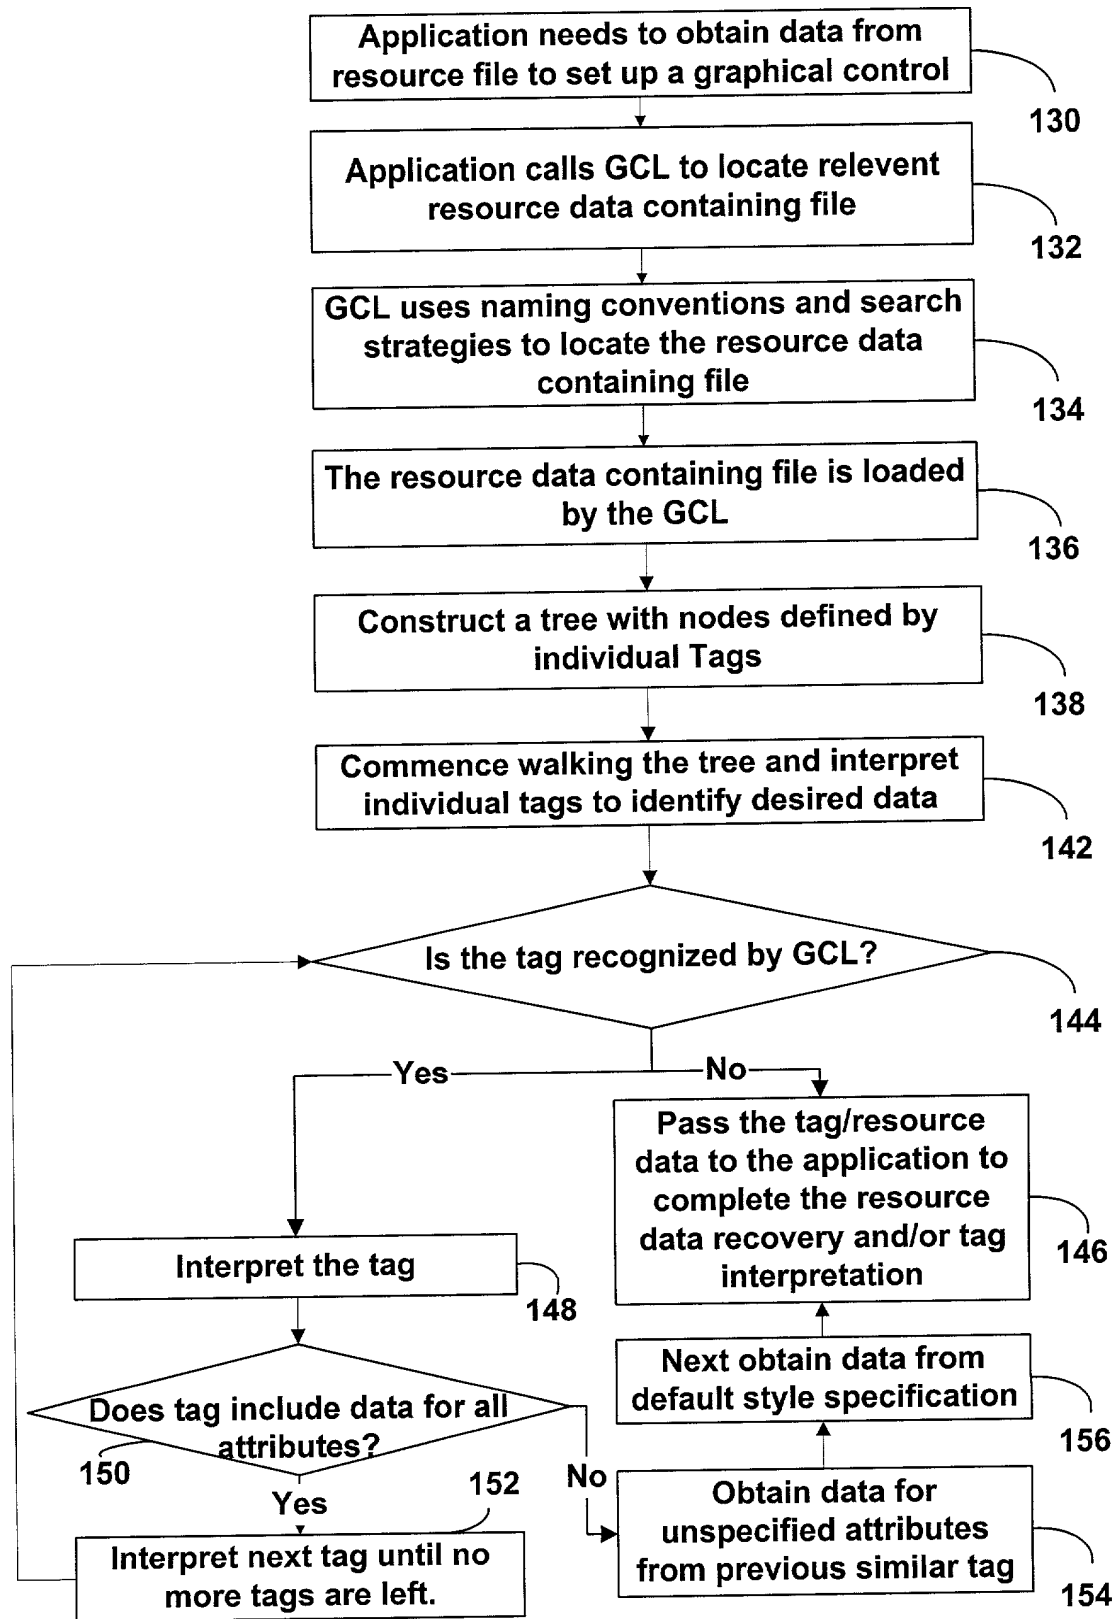 Application needs to obtain data from
resource file to set up a graphical control
130
Application calls GCL to locate relevent
resource data containing file
132
GCL uses naming conventions and search
strategies to locate the resource data
containing file
134
The resource data containing file is loaded
by the GCL
136
Construct a tree with nodes defined by
individual Tags
138
Commence walking the tree and interpret
individual tags to identify desired data
142
Is the tag recognized by GCL?
144
Yes
No
Pass the tag/resource
data to the application to
complete the resource
data recovery and/or tag
interpretation
146
Interpret the tag
148
Next obtain data from
default style specification
156
Does tag include data for all
attributes?
150
Yes
No
152
Obtain data for
unspecified attributes
from previous similar tag
154
Interpret next tag until no
more tags are left.